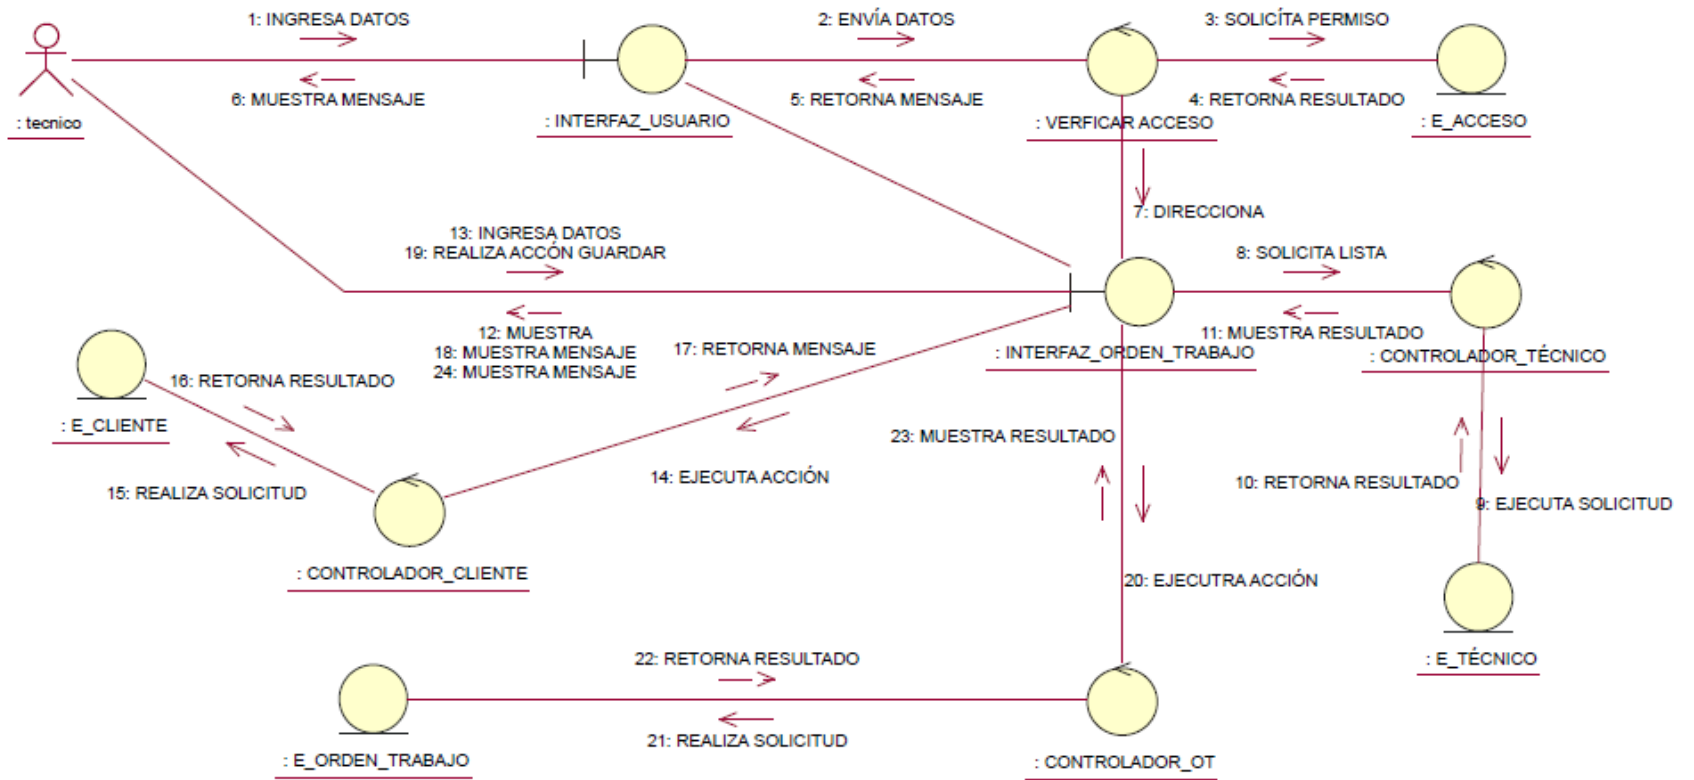 1: INGRESA DATOS
2: ENVÍA DATOS
3: SOLICÍTA PERMISO
6: MUESTRA MENSAJE
5: RETORNA MENSAJE
4: RETORNA RESULTADO
: tecnico
: INTERFAZ_USUARIO
: VERFICAR ACCESO
: E_ACCESO
7: DIRECCIONA
13: INGRESA DATOS
19: REALIZA ACCÓN GUARDAR
8: SOLICITA LISTA
12: MUESTRA
18: MUESTRA MENSAJE
24: MUESTRA MENSAJE
17: RETORNA MENSAJE
11: MUESTRA RESULTADO
: INTERFAZ_ORDEN_TRABAJO
: CONTROLADOR_TÉCNICO
16: RETORNA RESULTADO
: E_CLIENTE
23: MUESTRA RESULTADO
15: REALIZA SOLICITUD
14: EJECUTA ACCIÓN
10: RETORNA RESULTADO
9: EJECUTA SOLICITUD
: CONTROLADOR_CLIENTE
20: EJECUTRA ACCIÓN
22: RETORNA RESULTADO
: E_TÉCNICO
21: REALIZA SOLICITUD
: E_ORDEN_TRABAJO
: CONTROLADOR_OT